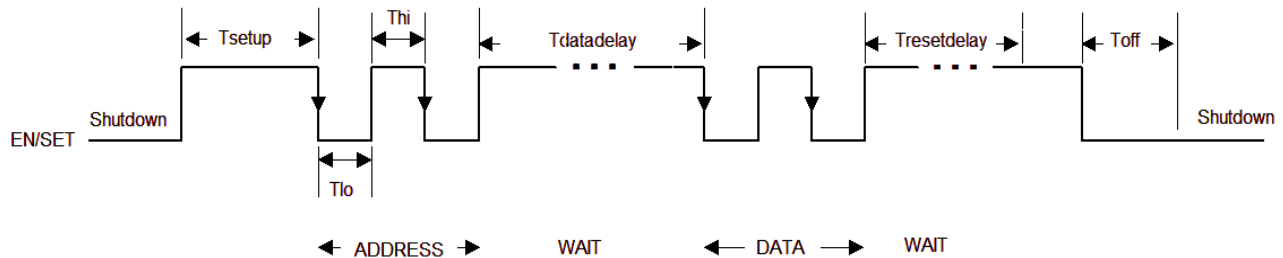 Thi
Tsetup
Tdatadelay
Tresetdelay
Toff
Shutdown
Shutdown
EN/SET
Tlo
ADDRESS WAIT DATA WAIT